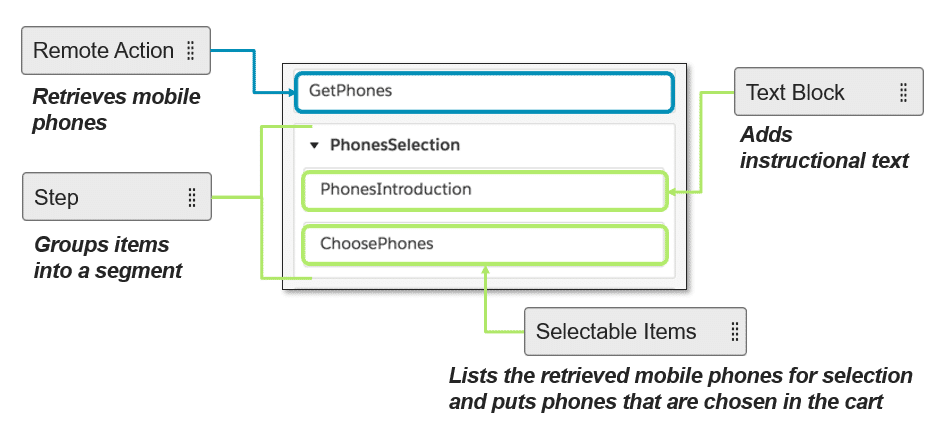 Remote Action
Retrieves mobile
phones
GetPhones
Text Block
Adds
instructional text
PhonesSelection
PhonesIntroduction
Step
Groups items
into a segment
ChoosePhones
Selectable Items
Lists the retrieved mobile phones for selection
and puts phones that are chosen in the cart